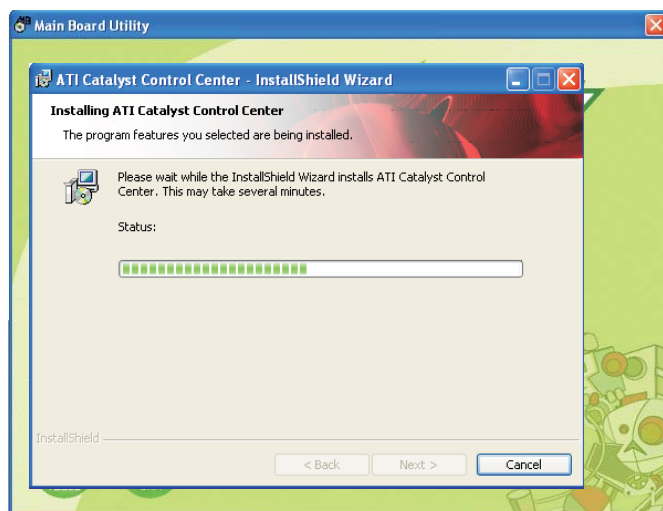 Main Board Utility
ATI Catalyst Control Center - InstallShield Wizard
Installing ATI Catalyst Control Center
The program features you selected are being installed.
Please wait while the InstallShield Wizard installs ATI Catalyst Control
Center. This may take several minutes.
Status:
InstallShield
< Back
Next >
Cancel